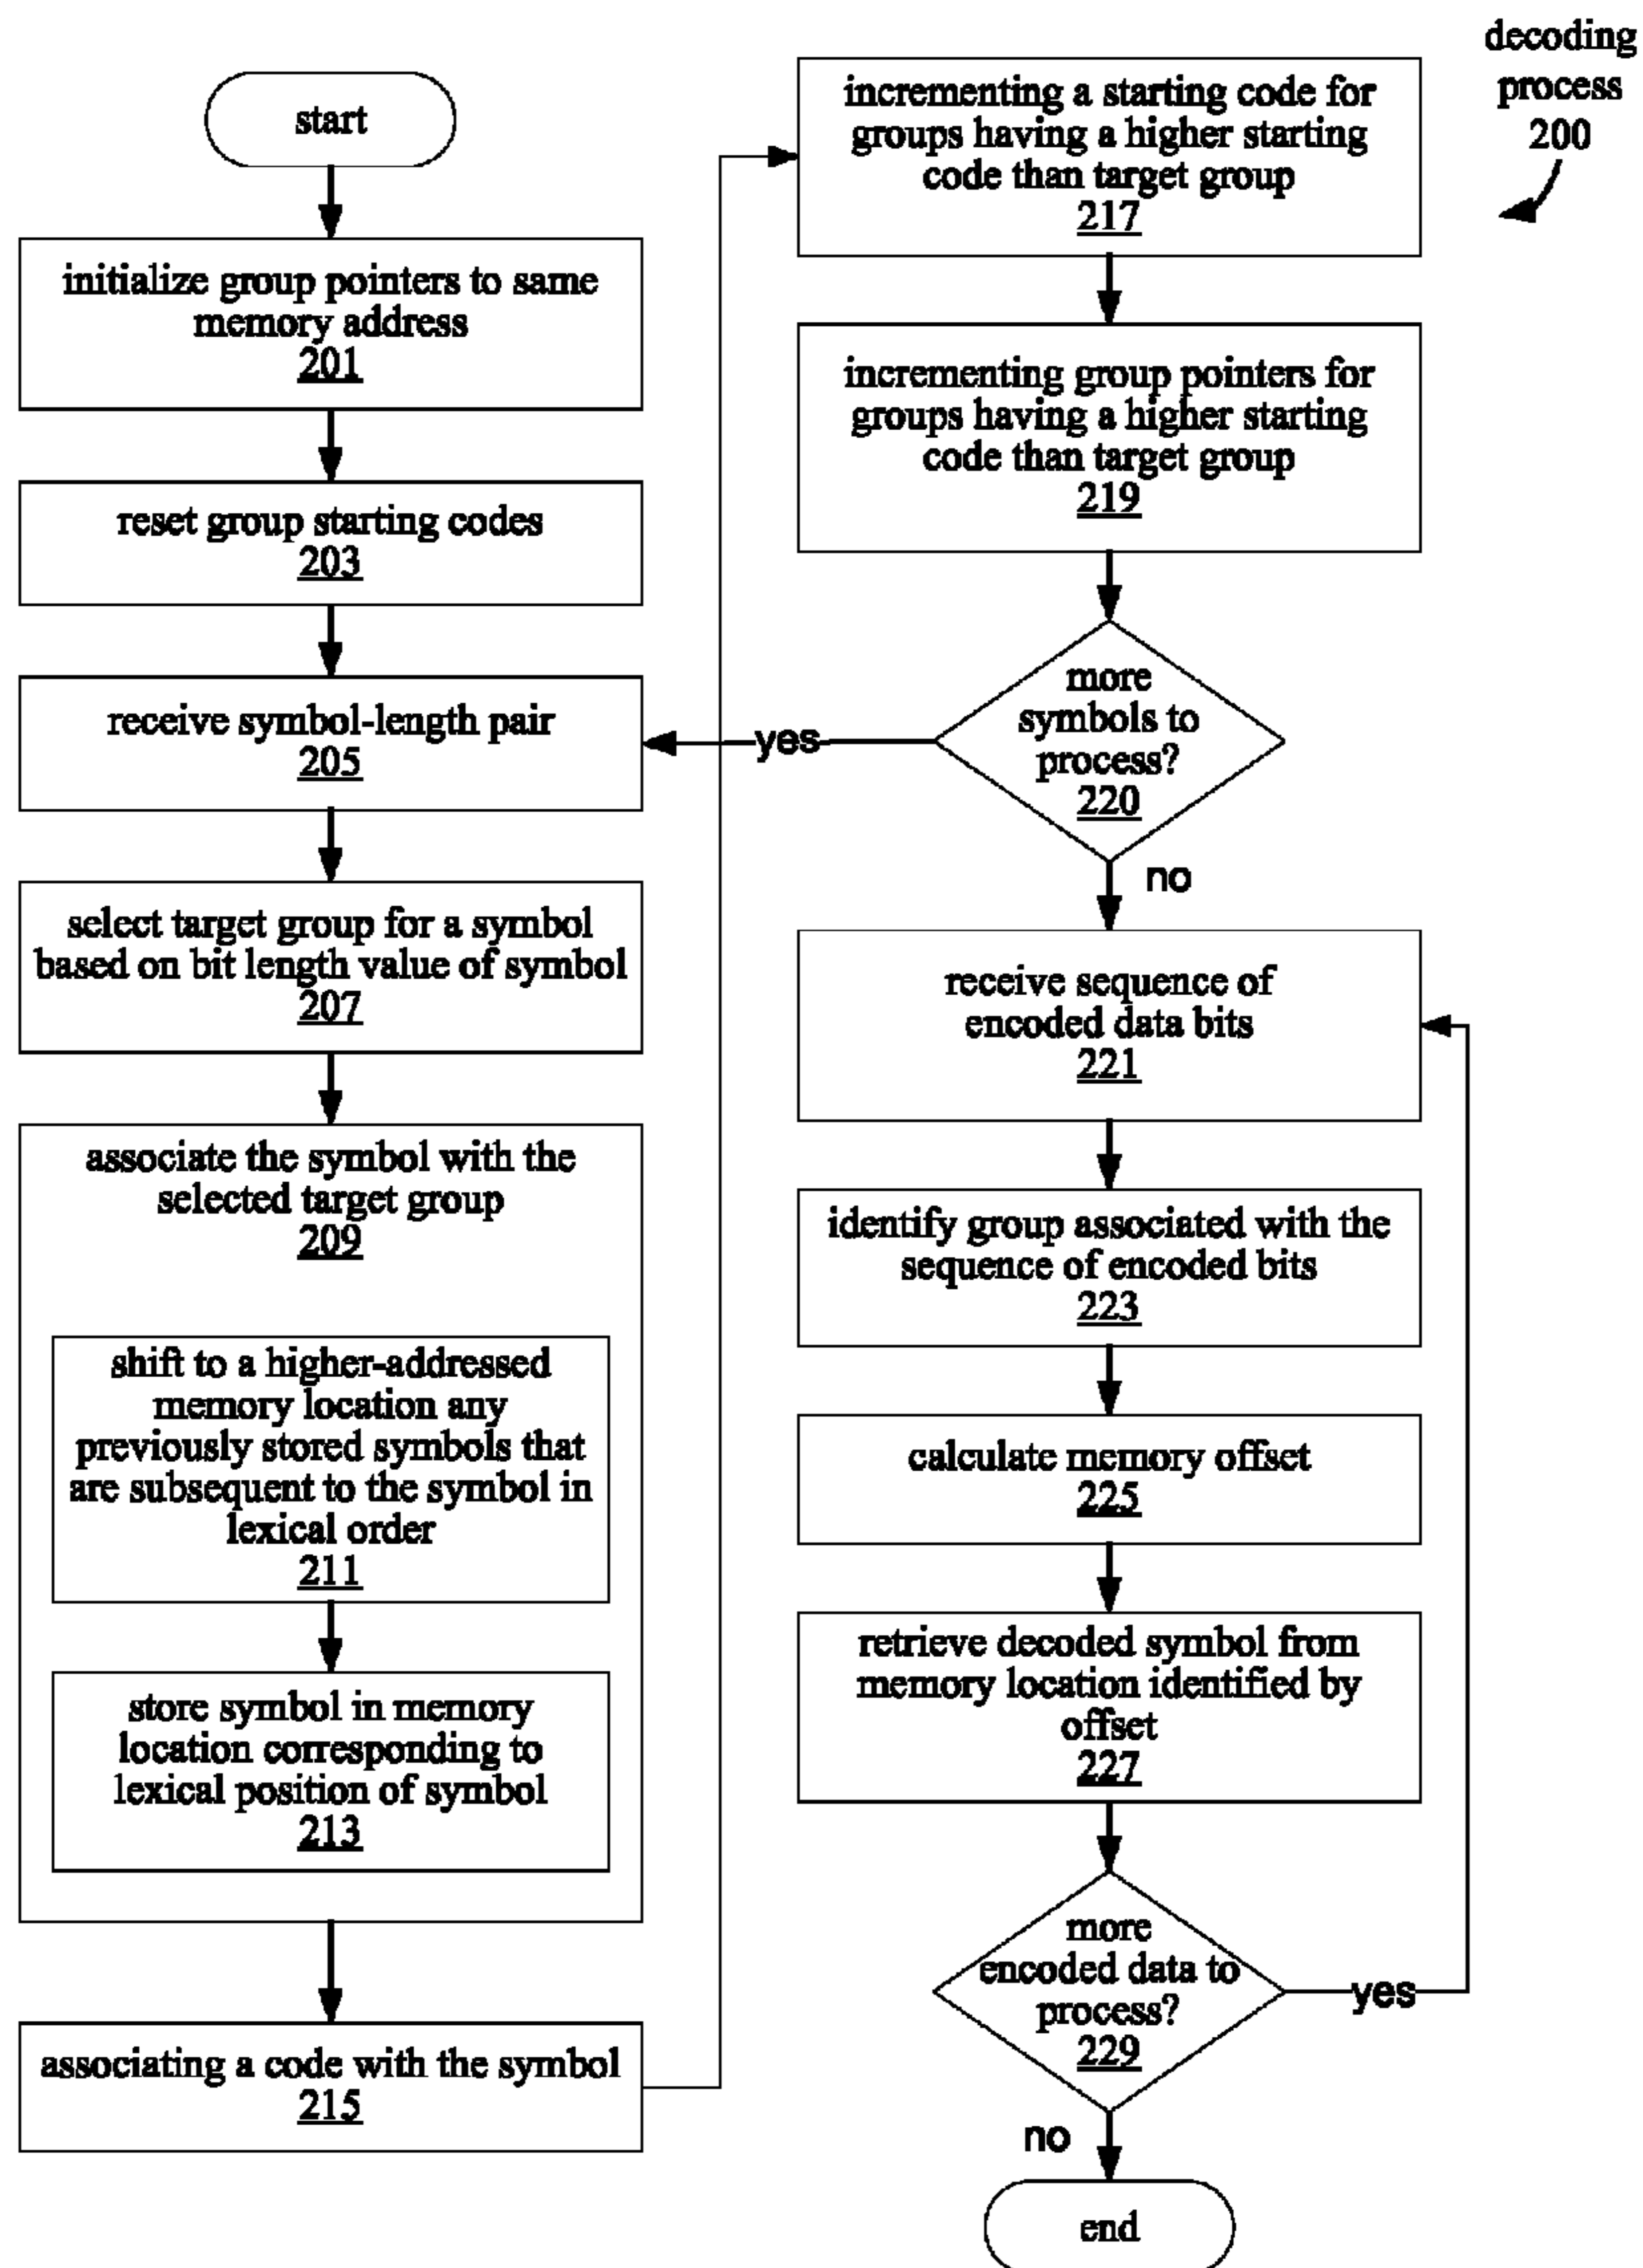 decoding
process
200
start
initialize group pointers to same
memory address
201
reset group starting codes
203
receive symbol-length pair
205
select target group for a symbol
based on bit length value of symbol
207
associate the symbol with the
selected target group
209
shift to a higher-addressed
memory location any
previously stored symbols that
are subsequent to the symbol in
lexical order
211
store symbol in memory
location corresponding to
lexical position of symbol
213
associating a code with the symbol
215
incrementing a starting code for
groups having a higher starting
code than target group
217
incrementing group pointers for
groups having a higher starting
code than target group
219
more
symbols to
process?
220
yes
no
receive sequence of
encoded data bits
221
identify group associated with the
sequence of encoded bits
223
calculate memory offset
225
retrieve decoded symbol from
memory location identified by
offset
227
more
encoded data to
process?
229
yes
no
end